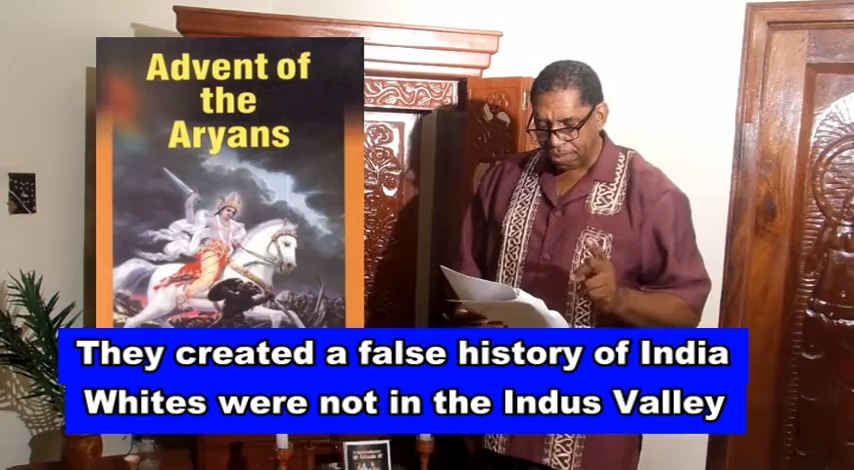 Advent of
the
Aryans
They created a false history of India
Whites were not in the Indus Valley